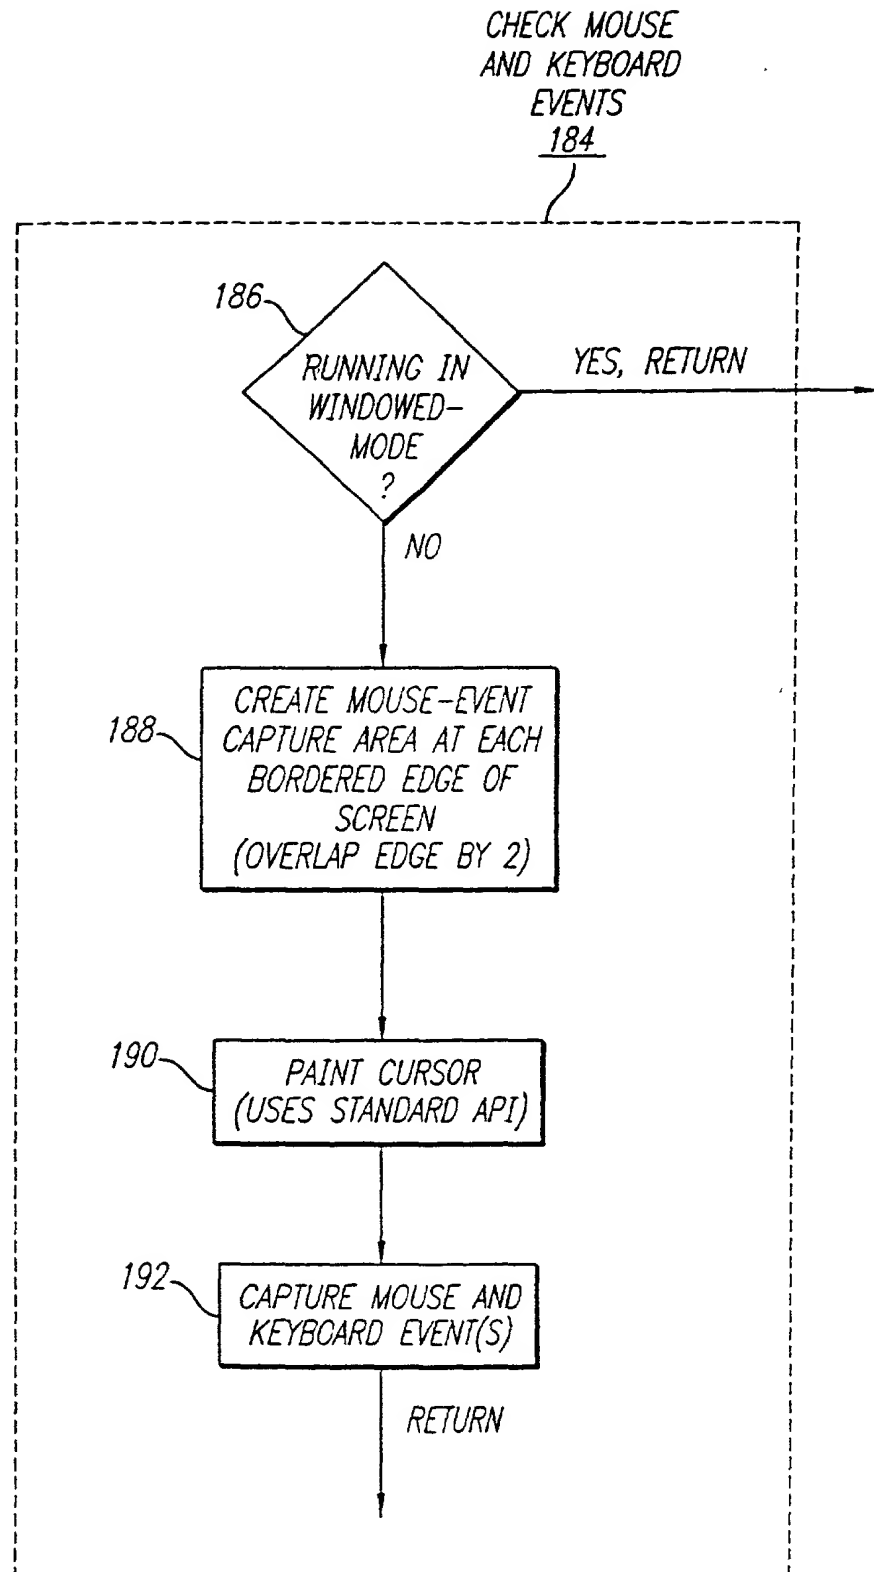 CHECK MOUSE
AND KEYBOARD
EVENTS
184
186
RUNNING IN
WINDOWED-
MODE
?
YES, RETURN
NO
188
CREATE MOUSE-EVENT
CAPTURE AREA AT EACH
BORDERED EDGE OF
SCREEN
(OVERLAP EDGE BY 2)
190
PAINT CURSOR
(USES STANDARD API)
192
CAPTURE MOUSE AND
KEYBOARD EVENT(S)
RETURN